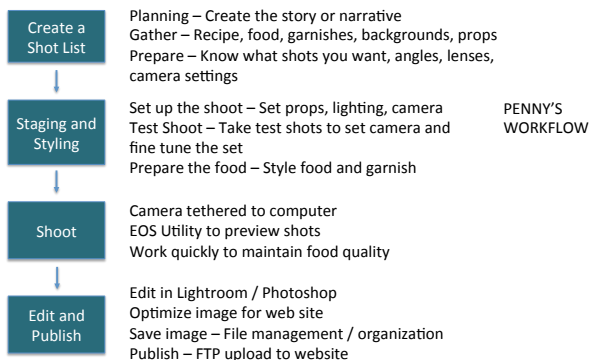 Create a
Shot List
Planning – Create the story or narrative
Gather – Recipe, food, garnishes, backgrounds, props
Prepare – Know what shots you want, angles, lenses,
camera settings
Staging and
Styling
Set up the shoot – Set props, lighting, camera
Test Shoot – Take test shots to set camera and
fine tune the set
Prepare the food – Style food and garnish
PENNY'S
WORKFLOW
Shoot
Camera tethered to computer
EOS Utility to preview shots
Work quickly to maintain food quality
Edit and
Publish
Edit in Lightroom / Photoshop
Optimize image for web site
Save image – File management / organization
Publish – FTP upload to website